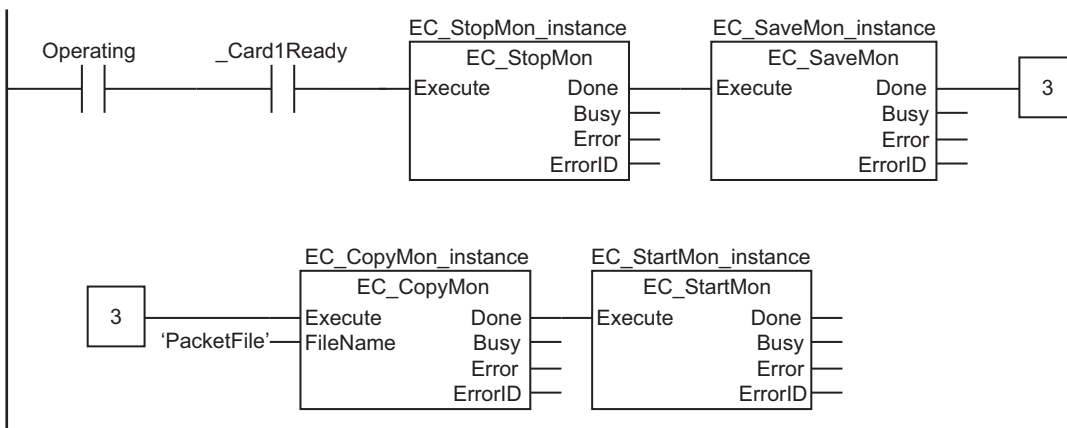 EC_StopMon_instance EC_SaveMon_instance
Operating _Card1Ready EC_StopMon EC_SaveMon
Execute Done Execute Done 3
Busy Busy
Error Error
ErrorID ErrorID
EC_CopyMon_instance EC_StartMon_instance
EC_CopyMon EC_StartMon
3 Execute Done Execute Done
‘PacketFile’ FileName Busy Busy
Error Error
ErrorID ErrorID